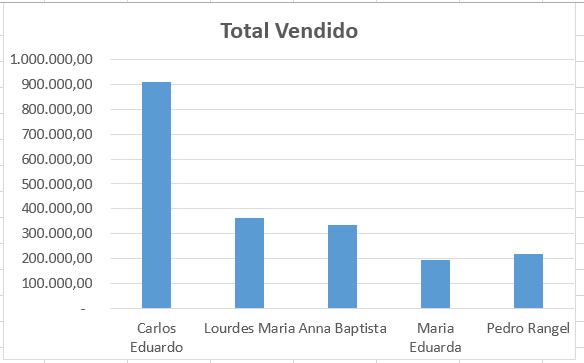 Total Vendido
1.000.000,00
900.000,00
800.000,00
700.000,00
600.000,00
500.000,00
400.000,00
300.000,00
200.000,00
100.000,00
-
Carlos
Eduardo
Lourdes Maria
Anna Baptista
Maria
Eduarda
Pedro Rangel